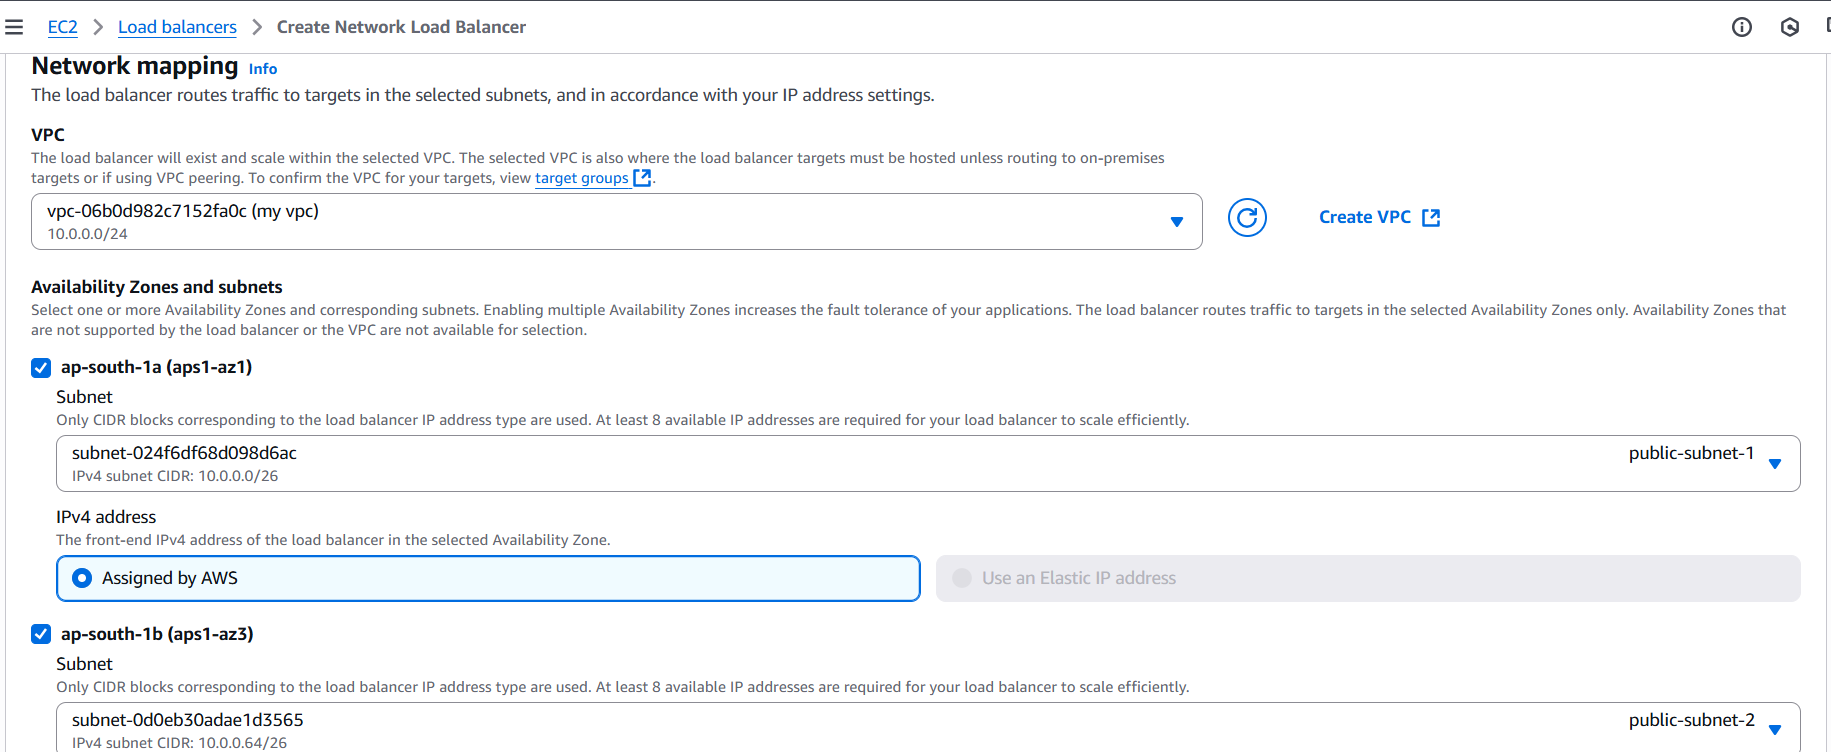 EC2 > Load balancers > Create Network Load Balancer
Network mapping Info
The load balancer routes traffic to targets in the selected subnets, and in accordance with your IP address settings.
VPC
The load balancer will exist and scale within the selected VPC. The selected VPC is also where the load balancer targets must be hosted unless routing to on-premises
targets or if using VPC peering. To confirm the VPC for your targets, view target groups.
vpc-06b0d982c7152fa0c (my vpc)
10.0.0.0/24
Create VPC
Availability Zones and subnets
Select one or more Availability Zones and corresponding subnets. Enabling multiple Availability Zones increases the fault tolerance of your applications. The load balancer routes traffic to targets in the selected Availability Zones only. Availability Zones that
are not supported by the load balancer or the VPC are not available for selection.
ap-south-1a (aps1-az1)
Subnet
Only CIDR blocks corresponding to the load balancer IP address type are used. At least 8 available IP addresses are required for your load balancer to scale efficiently.
subnet-024f6df68d098d6ac public-subnet-1
IPv4 subnet CIDR: 10.0.0.0/26
IPv4 address
The front-end IPv4 address of the load balancer in the selected Availability Zone.
Assigned by AWS
Use an Elastic IP address
ap-south-1b (aps1-az3)
Subnet
Only CIDR blocks corresponding to the load balancer IP address type are used. At least 8 available IP addresses are required for your load balancer to scale efficiently.
subnet-0d0eb30adae1d3565 public-subnet-2
IPv4 subnet CIDR: 10.0.0.64/26